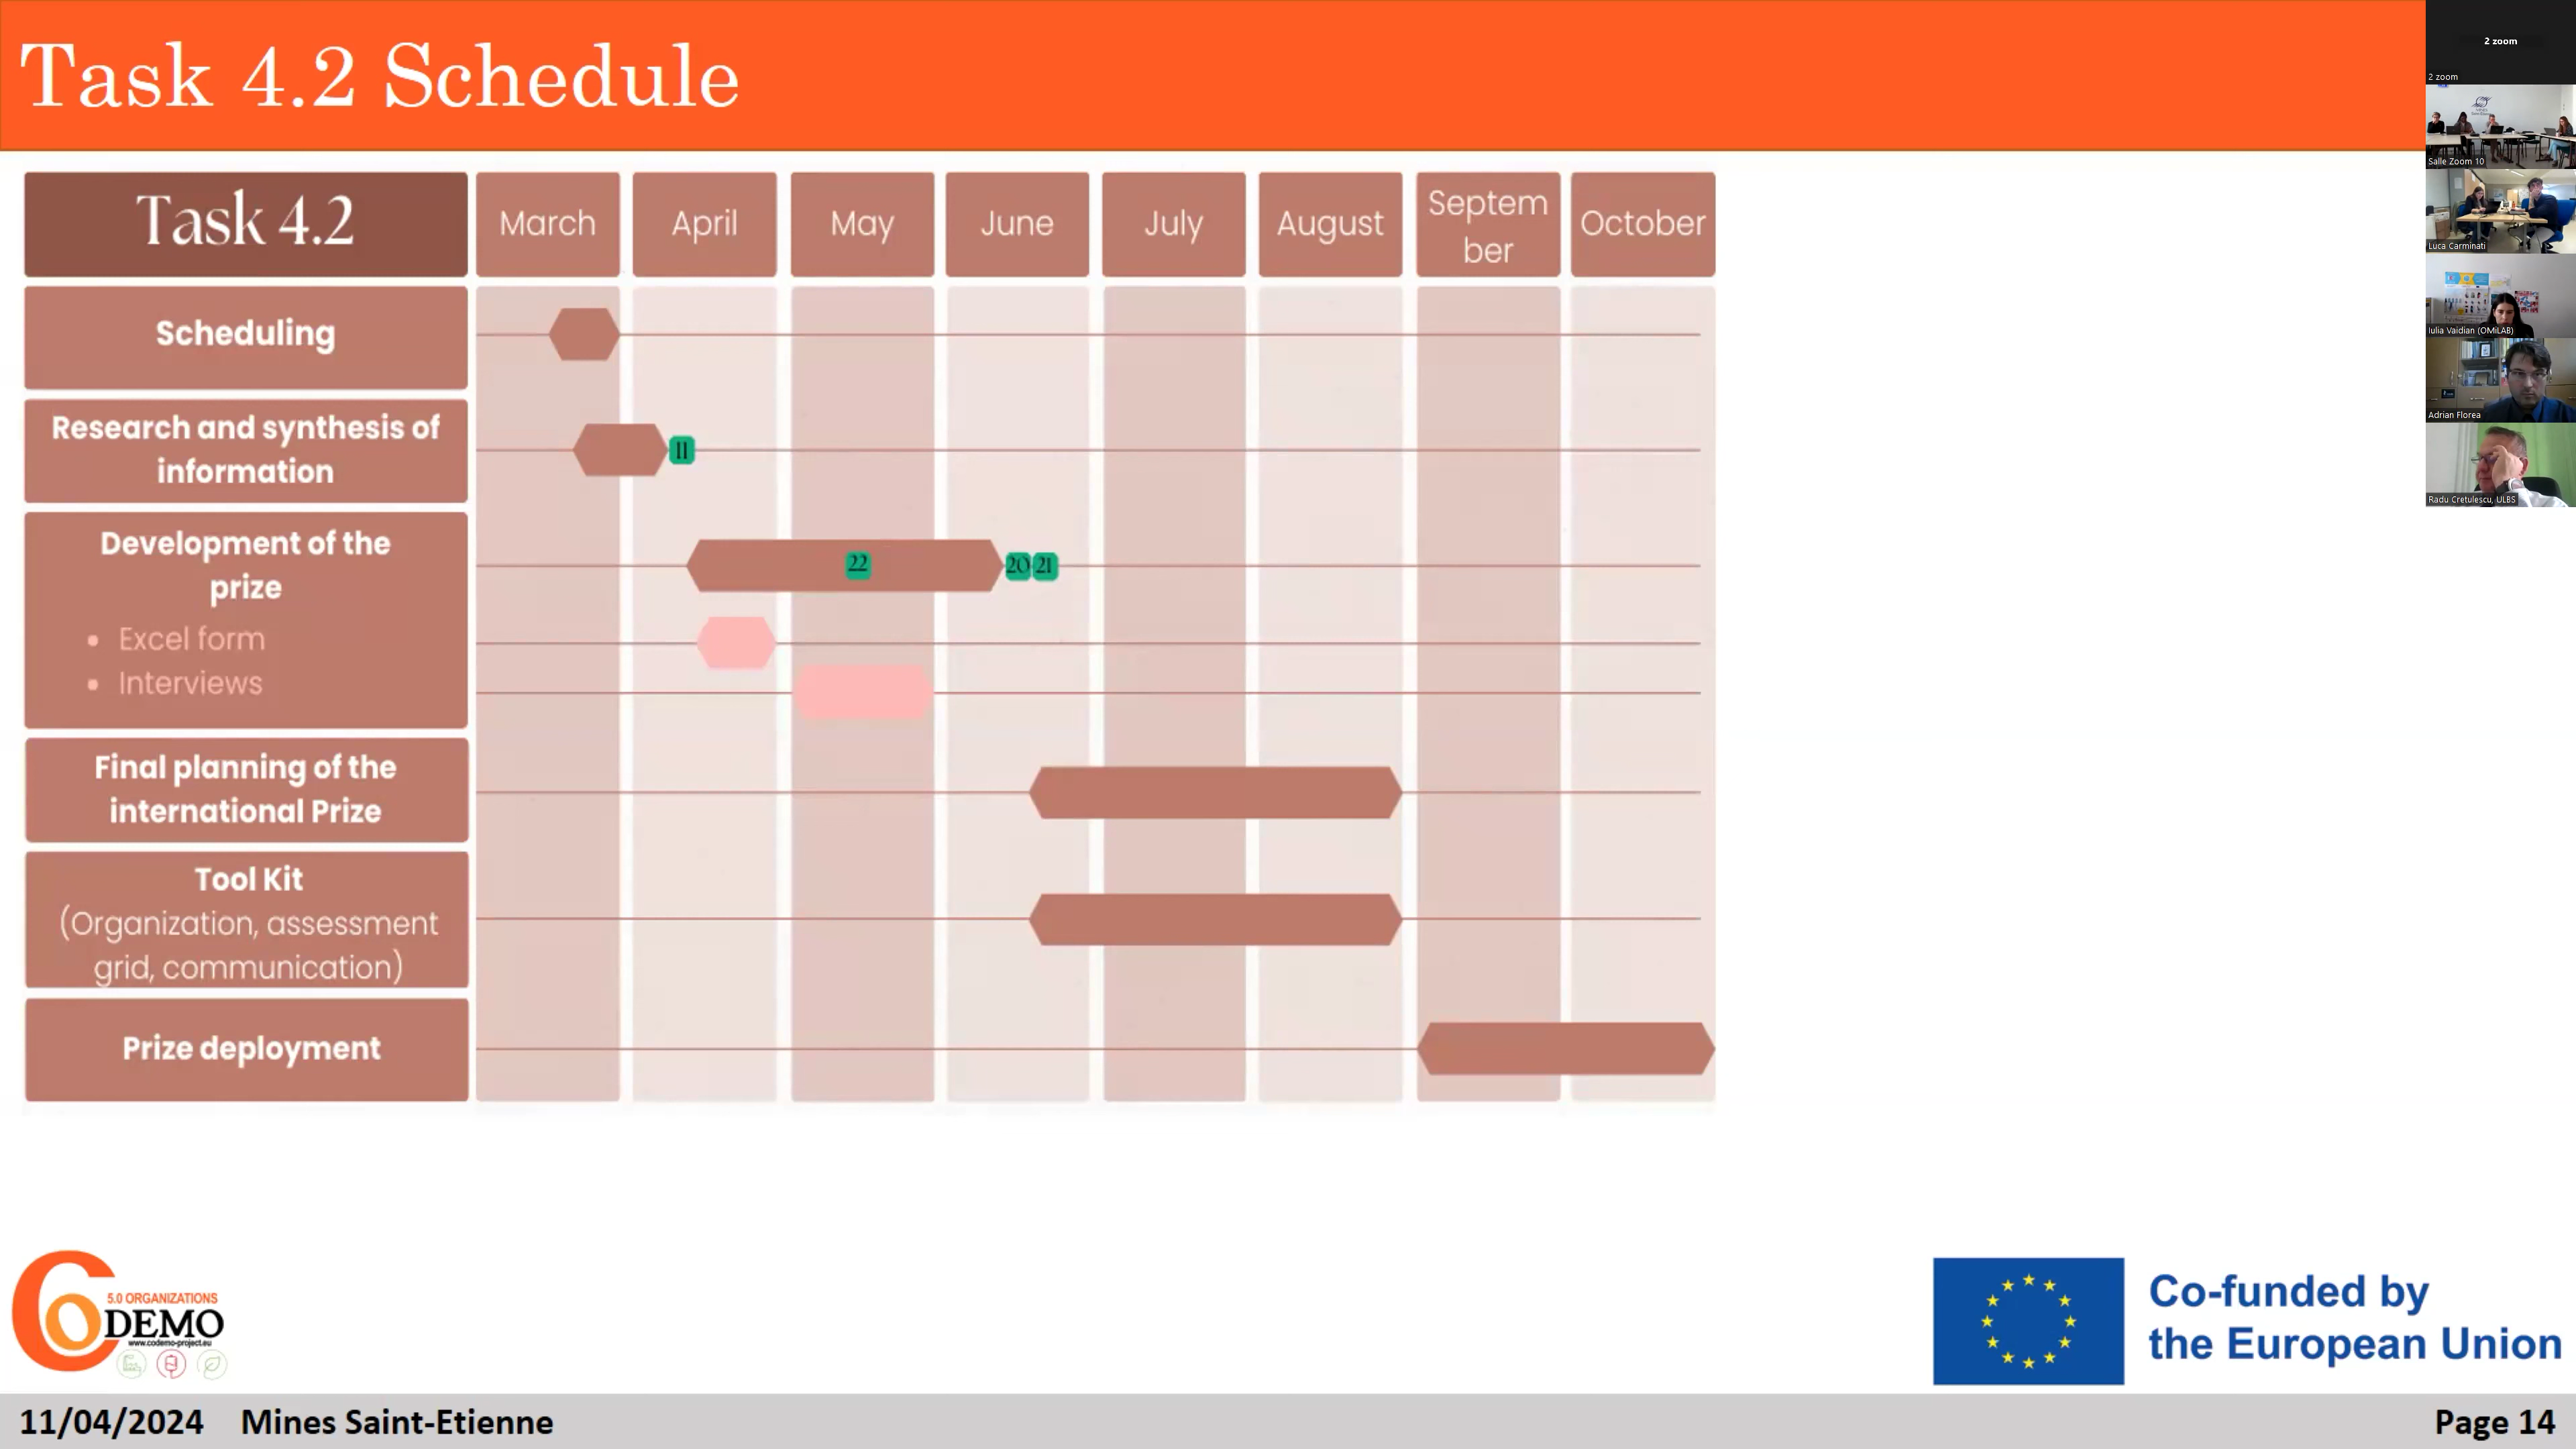 Task 4.2 Schedule
2 zoom
2 zoom
Salle Zoom 10
Luca Carminati
Iulia Vaidian (OMiLAB)
Adrian Florea
Radu Cretulescu, ULBS
Task 4.2
March
April
May
June
July
August
Septem
ber
October
Scheduling
Research and synthesis of
information
11
Development of the
prize
22
20 21
• Excel form
• Interviews
Final planning of the
international Prize
Tool Kit
(Organization, assessment
grid, communication)
Prize deployment
5.0 ORGANIZATIONS
CODEMO
www.codemo-project.eu
Co-funded by
the European Union
11/04/2024 Mines Saint-Etienne
Page 14